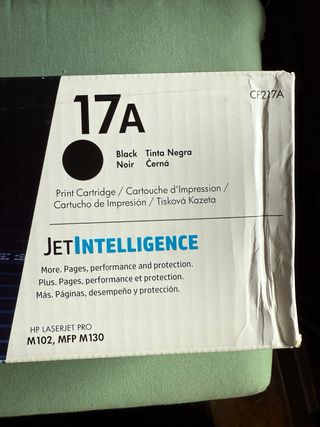 17A
CF217A
Black Tinta Negra
Noir Černá
Print Cartridge / Cartouche d'Impression /
Cartucho de Impresión / Tisková Kazeta
JETINTELLIGENCE
More. Pages, performance and protection.
Plus. Pages, performance et protection.
Más. Páginas, desempeño y protección.
HP LASERJET PRO
M102, MFP M130